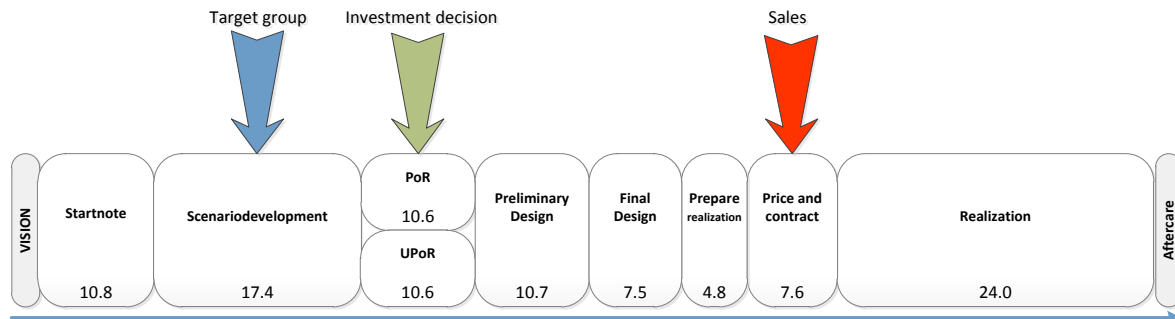 Target group
Investment decision
Sales
VISION
Startnote
10.8
Scenariodevelopment
17.4
PoR
10.6
UPoR
10.6
Preliminary
Design
10.7
Final
Design
7.5
Prepare
realization
4.8
Price and
contract
7.6
Realization
24.0
Aftercare